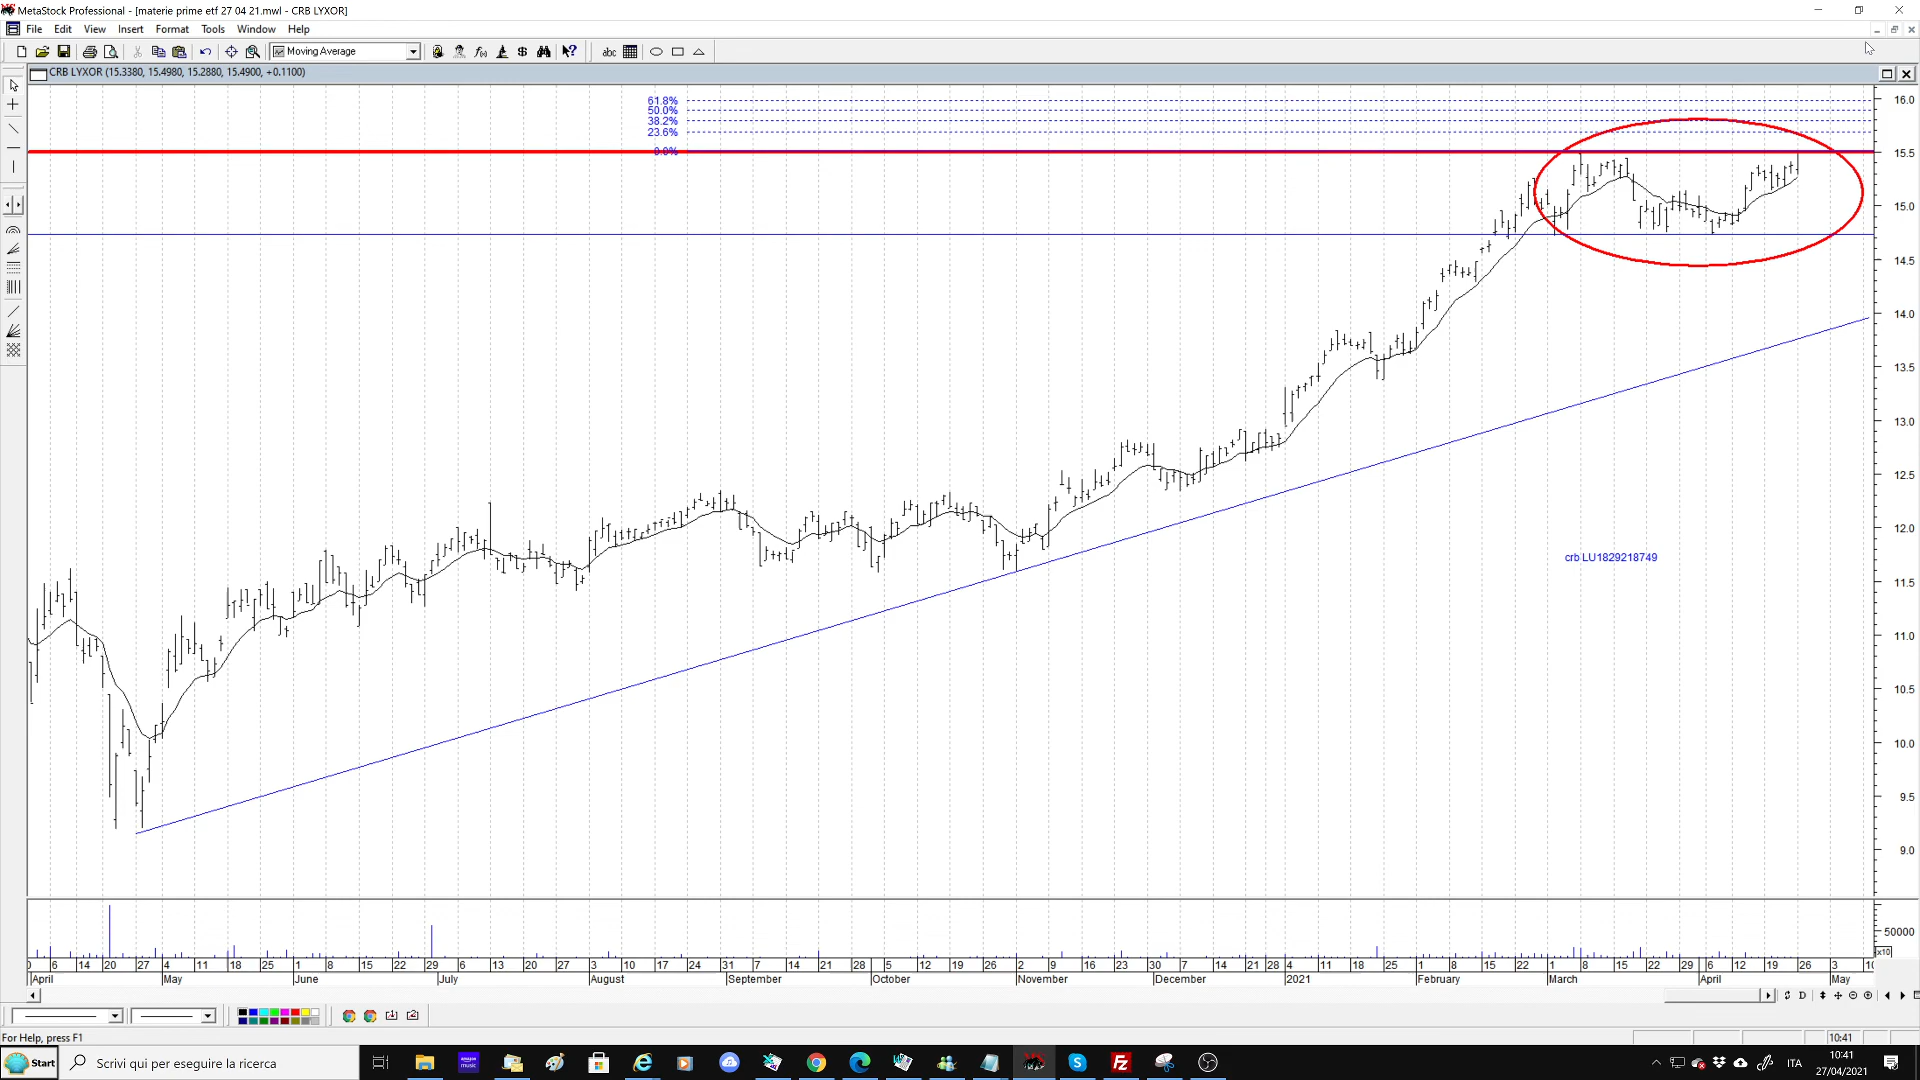 MetaStock Professional - [materie prime etf 27 04 21.mwl - CRB LYXOR]
File Edit View Insert Format Tools Window Help
Moving Average
abc
CRB LYXOR (15.3380, 15.4980, 15.2880, 15.4900, +0.1100)
61.8%
50.0%
38.2%
23.6%
0.0%
16.0
15.5
15.0
14.5
14.0
13.5
13.0
12.5
12.0
11.5
11.0
10.5
10.0
9.5
9.0
crb LU1829218749
50000
x10
6 14 20 27 4 11 18 25 1 8 15 22 29 6 13 20 27 3 10 17 24 31 7 14 21 28 5 12 19 26 2 9 16 23 30 7 14 21 28 4 11 18 25 1 8 15 22 1 8 15 22 29 6 12 19 26 3 10
April May June July August September October November December 2021 February March April May
D
For Help, press F1
10:41
Start
Scrivi qui per eseguire la ricerca
amazon music
ITA
10:41
27/04/2021